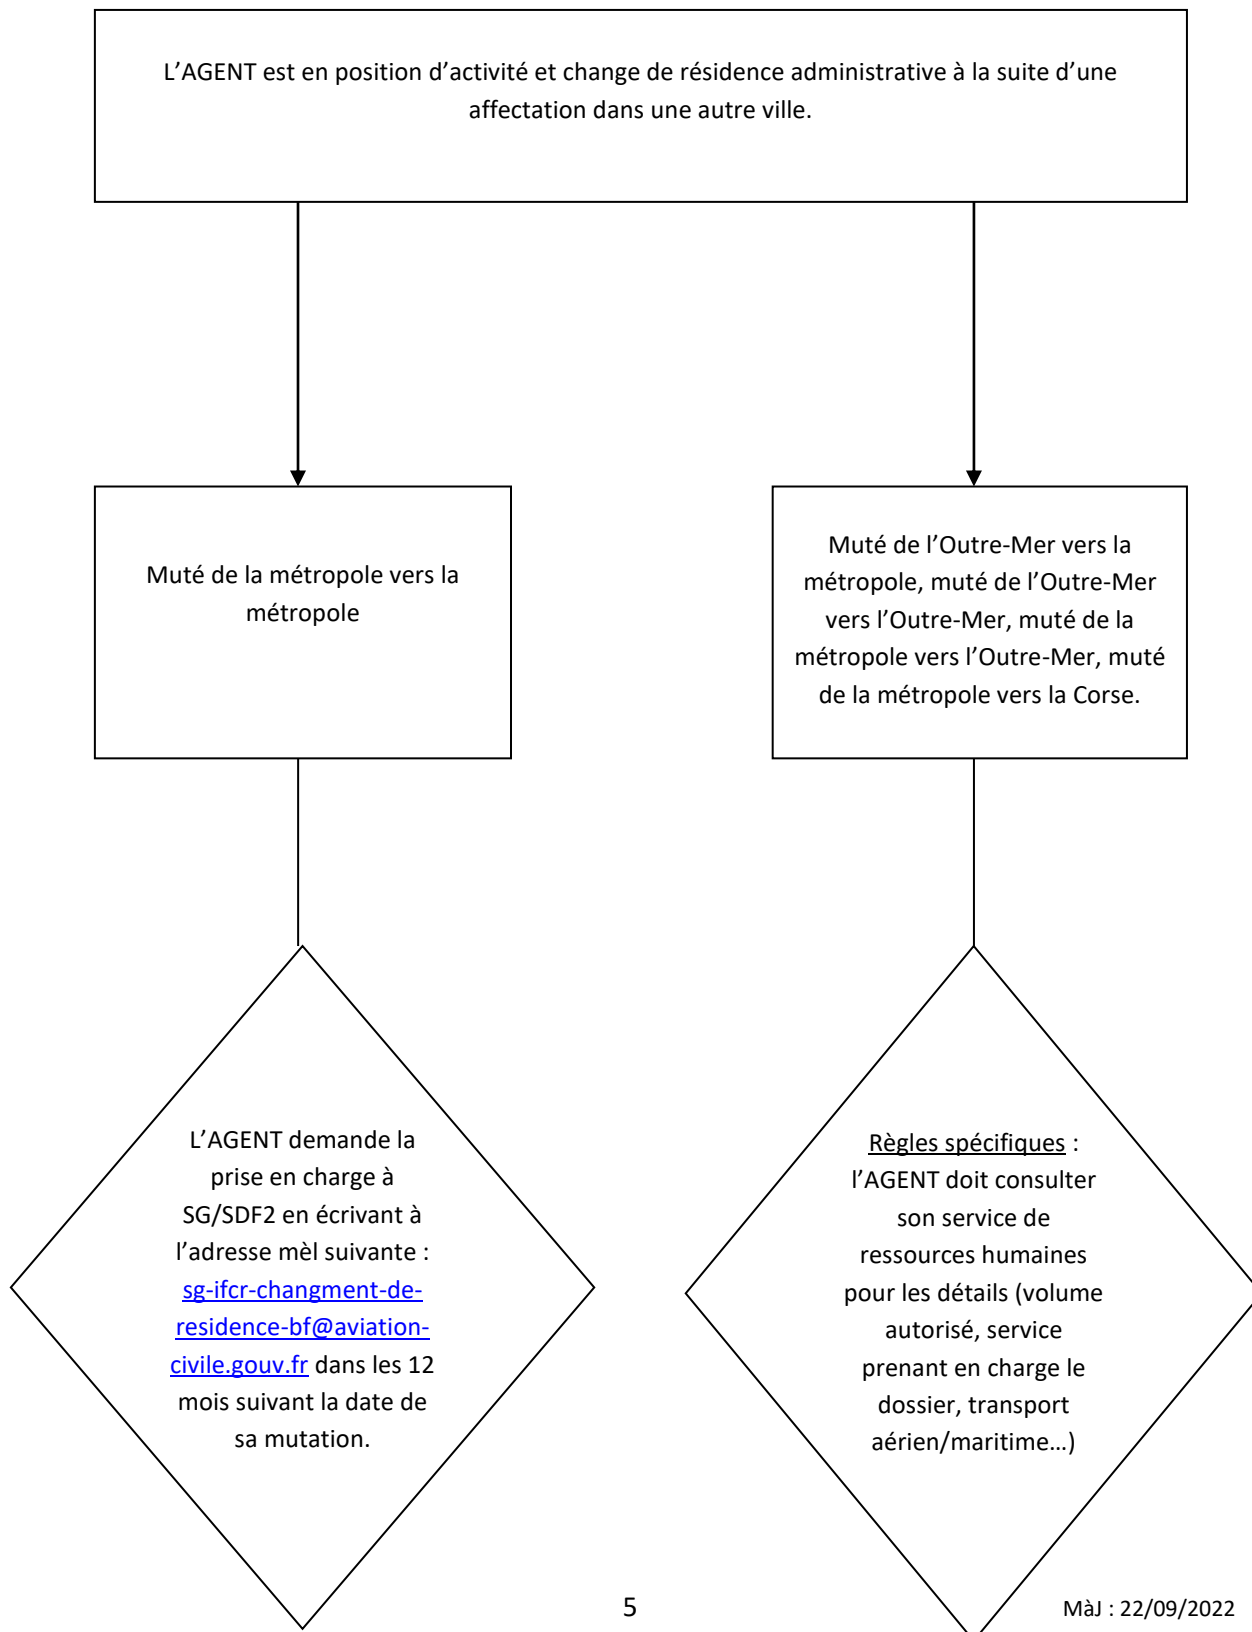 L’AGENT est en position d’activité et change de résidence administrative à la suite d’une
affectation dans une autre ville.
Muté de la métropole vers la
métropole
Muté de l’Outre-Mer vers la
métropole, muté de l’Outre-Mer
vers l’Outre-Mer, muté de la
métropole vers l’Outre-Mer, muté
de la métropole vers la Corse.
L’AGENT demande la
prise en charge à
SG/SDF2 en écrivant à
l’adresse mèl suivante :
sg-ifcr-changment-de-
residence-bf@aviation-
civile.gouv.fr dans les 12
mois suivant la date de
sa mutation.
Règles spécifiques :
l’AGENT doit consulter
son service de
ressources humaines
pour les détails (volume
autorisé, service
prenant en charge le
dossier, transport
aérien/maritime…)
5
MàJ : 22/09/2022